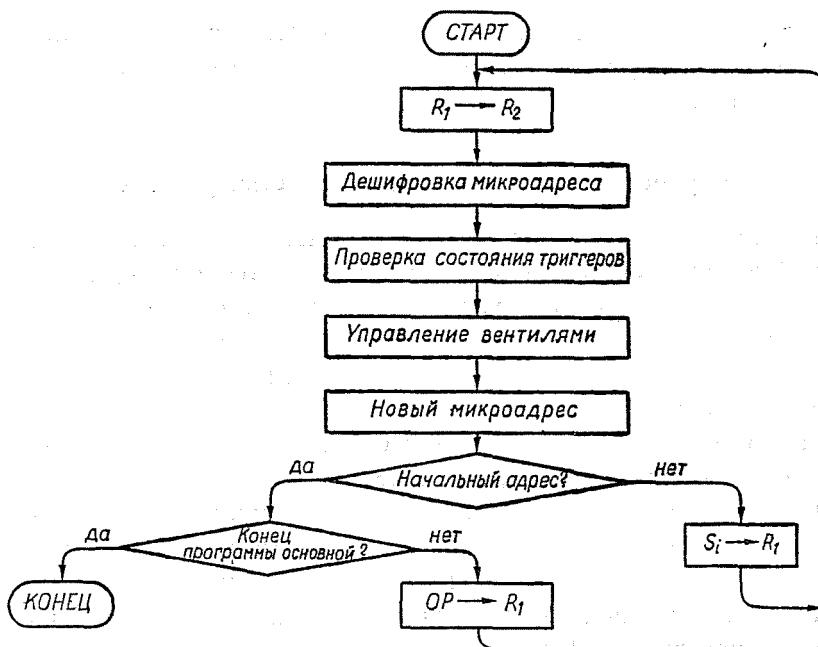 СТАРТ
R₁ → R₂
Дешифровка микроадреса
Проверка состояния триггеров
Управление вентилями
Новый микроадрес
да
Начальный адрес?
нет
да
Конец
программы основной?
нет
Sᵢ → R₁
КОНЕЦ
ОР → R₁